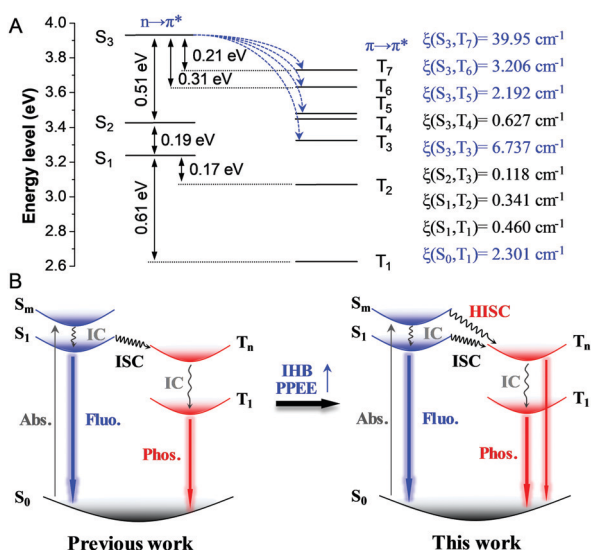 A
n→π*
π→π*
Energy level (eV)
4.0
3.8
3.6
3.4
3.2
3.0
2.8
2.6
S₃
S₂
S₁
0.51 eV
0.31 eV
0.21 eV
0.19 eV
0.17 eV
0.61 eV
T₇
T₆
T₅
T₄
T₃
T₂
T₁
ξ(S₃,T₇)= 39.95 cm⁻¹
ξ(S₃,T₆)= 3.206 cm⁻¹
ξ(S₃,T₅)= 2.192 cm⁻¹
ξ(S₃,T₄)= 0.627 cm⁻¹
ξ(S₃,T₃)= 6.737 cm⁻¹
ξ(S₂,T₃)= 0.118 cm⁻¹
ξ(S₁,T₂)= 0.341 cm⁻¹
ξ(S₁,T₁)= 0.460 cm⁻¹
ξ(S₀,T₁)= 2.301 cm⁻¹
B
Sₘ
S₁
IC
ISC
Tₙ
IC
T₁
Abs.
Fluo.
Phos.
S₀
Previous work
IHB
PPEE ↑
Sₘ
HISC
S₁
IC
ISC
Tₙ
IC
T₁
Abs.
Fluo.
Phos.
S₀
This work